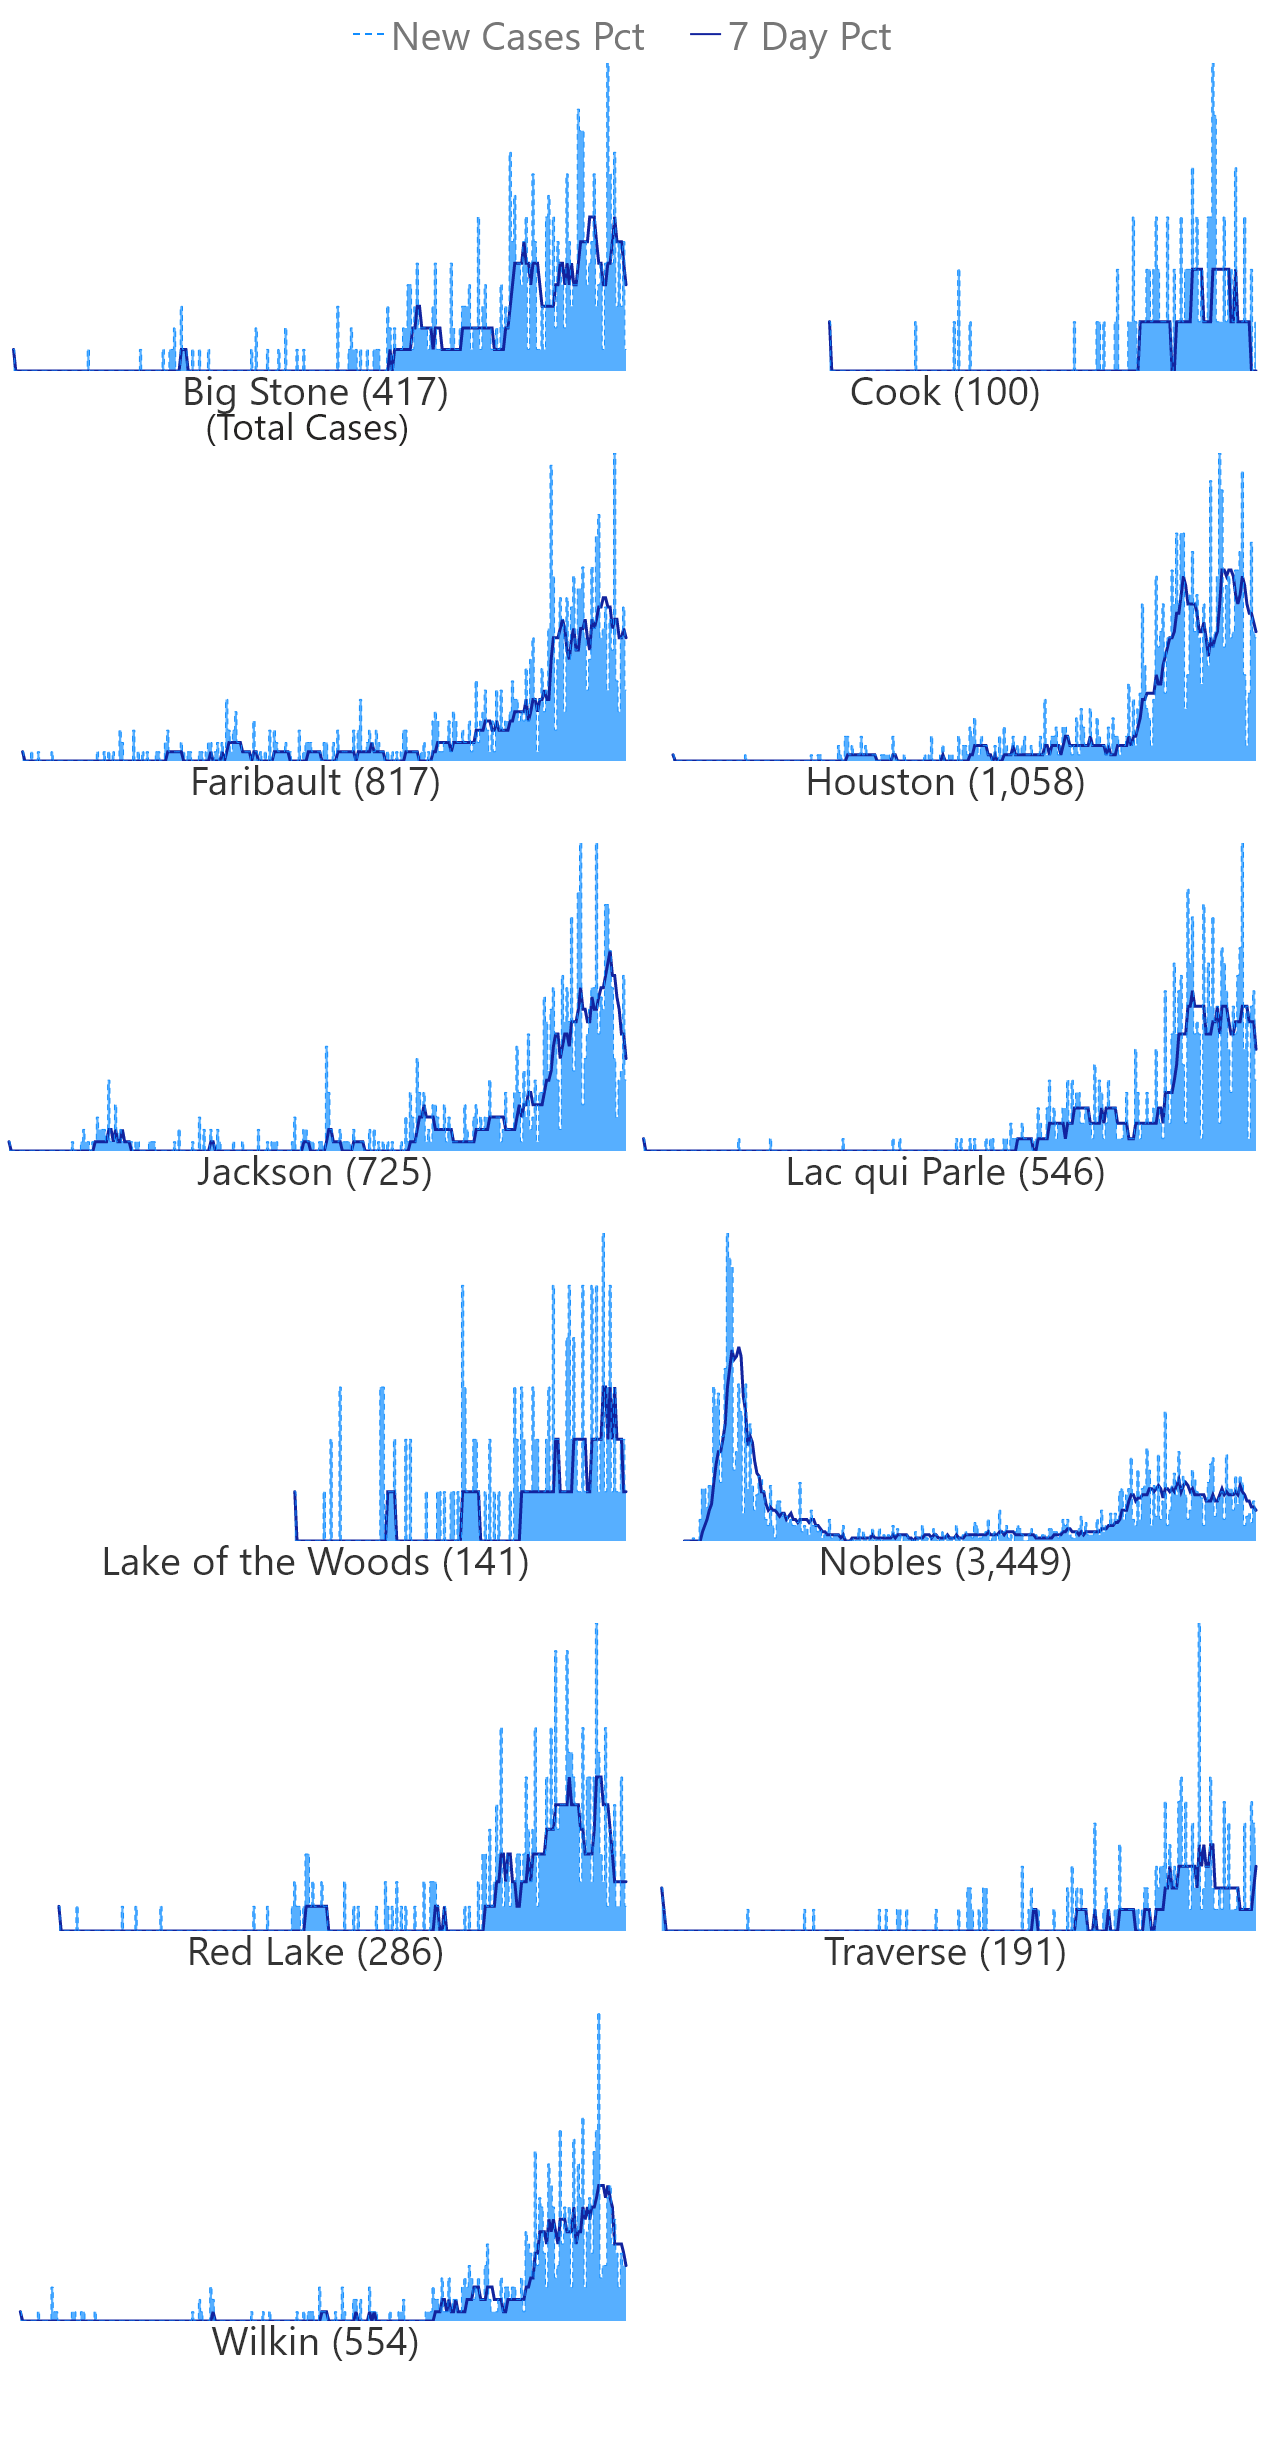 New Cases Pct 7 Day Pct
Big Stone (417)
(Total Cases)
Cook (100)
Faribault (817)
Houston (1,058)
Jackson (725)
Lac qui Parle (546)
Lake of the Woods (141)
Nobles (3,449)
Red Lake (286)
Traverse (191)
Wilkin (554)